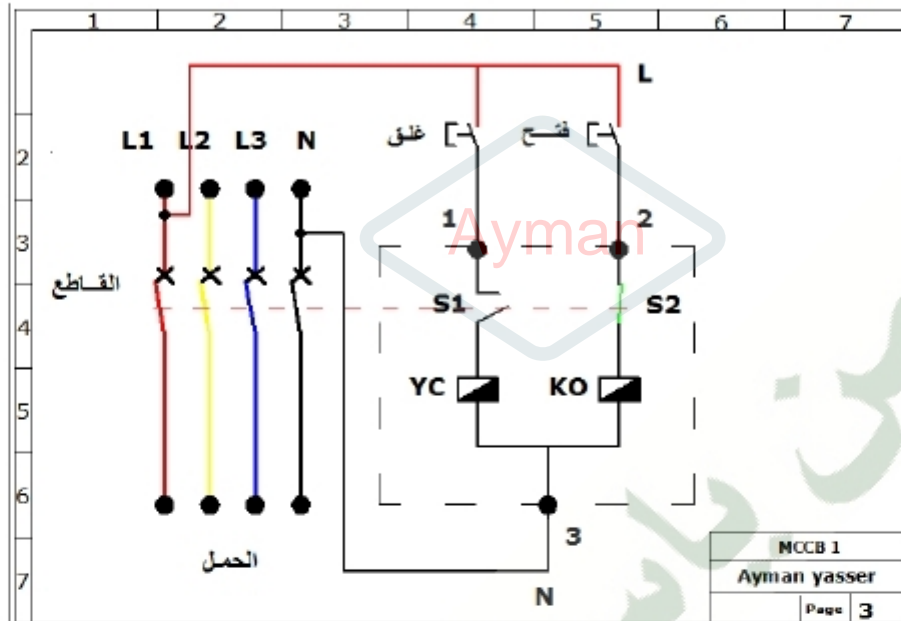 1 2 3 4 5 6 7
L
L1 L2 L3 N غلق فتح
2
1 2
3
Ayman
القاطع
S1 S2
4
YC KO
5
6
3
الحمل
7
N
MCCB 1
Ayman yasser
Page 3